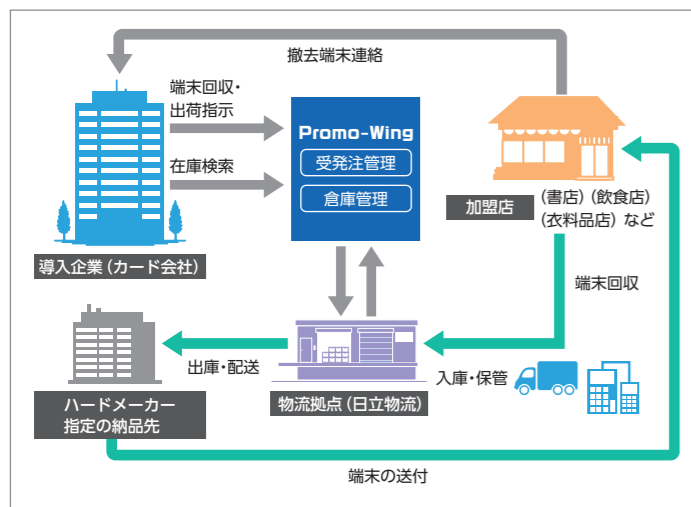 撤去端末連絡
端末回収・
出荷指示
在庫検索
Promo-Wing
受発注管理
倉庫管理
導入企業（カード会社）
加盟店
（書店）（飲食店）
（衣料品店）など
端末回収
出庫・配送
入庫・保管
ハードメーカー
指定の納品先
物流拠点（日立物流）
端末の送付